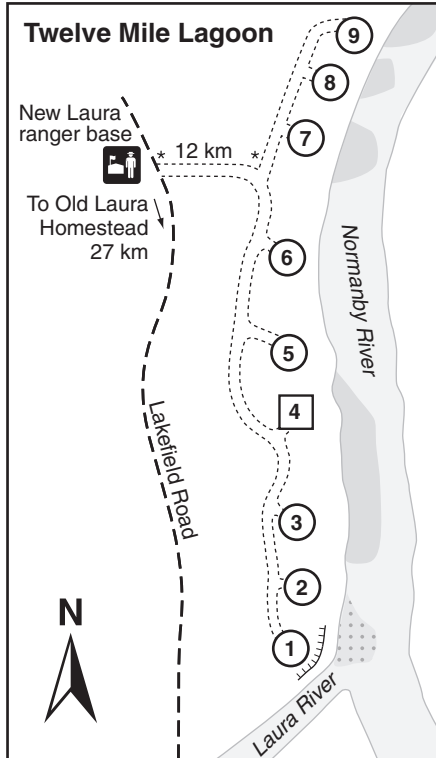 Twelve Mile Lagoon
9
8
7
New Laura
ranger base
* 12 km *
To Old Laura
Homestead
27 km
6
5
4
3
2
1
Normanby River
Lakefield Road
N
Laura River